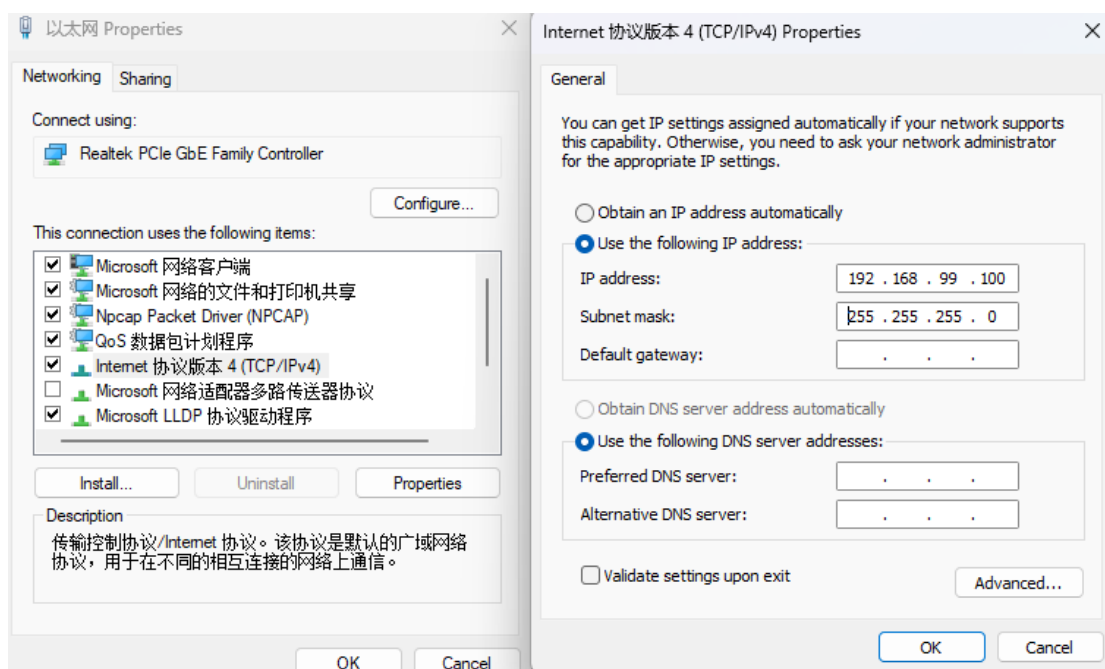 以太网 Properties
Networking
Sharing
Connect using:
Realtek PCIe GbE Family Controller
Configure...
This connection uses the following items:
Microsoft 网络客户端
Microsoft 网络的文件和打印机共享
Npcap Packet Driver (NPCAP)
QoS 数据包计划程序
Internet 协议版本 4 (TCP/IPv4)
Microsoft 网络适配器多路传送器协议
Microsoft LLDP 协议驱动程序
Install...
Uninstall
Properties
Description
传输控制协议/Internet 协议。该协议是默认的广域网络
协议，用于在不同的相互连接的网络上通信。
OK
Cancel
Internet 协议版本 4 (TCP/IPv4) Properties
General
You can get IP settings assigned automatically if your network supports
this capability. Otherwise, you need to ask your network administrator
for the appropriate IP settings.
Obtain an IP address automatically
Use the following IP address:
IP address:
192 . 168 . 99 . 100
Subnet mask:
255 . 255 . 255 . 0
Default gateway:
. . .
Obtain DNS server address automatically
Use the following DNS server addresses:
Preferred DNS server:
. . .
Alternative DNS server:
. . .
Validate settings upon exit
Advanced...
OK
Cancel